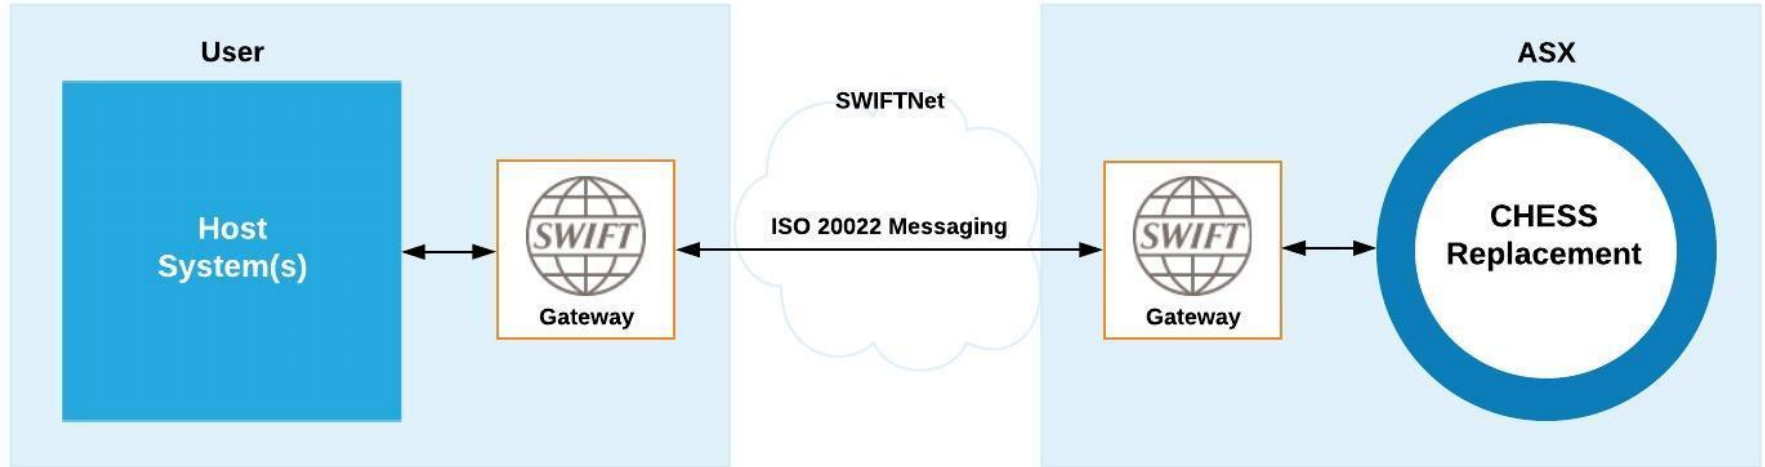 User
ASX
SWIFTNet
Host
System(s)
SWIFT
Gateway
ISO 20022 Messaging
SWIFT
Gateway
CHESS
Replacement